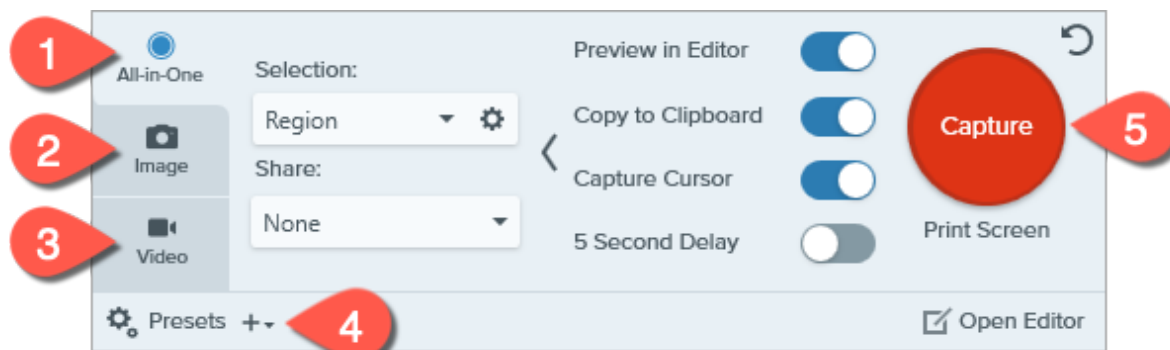 1
All-in-One
2
Image
3
Video
Selection:
Region
Share:
None
Preview in Editor
Copy to Clipboard
Capture Cursor
5 Second Delay
Capture
5
Print Screen
Presets
4
Open Editor